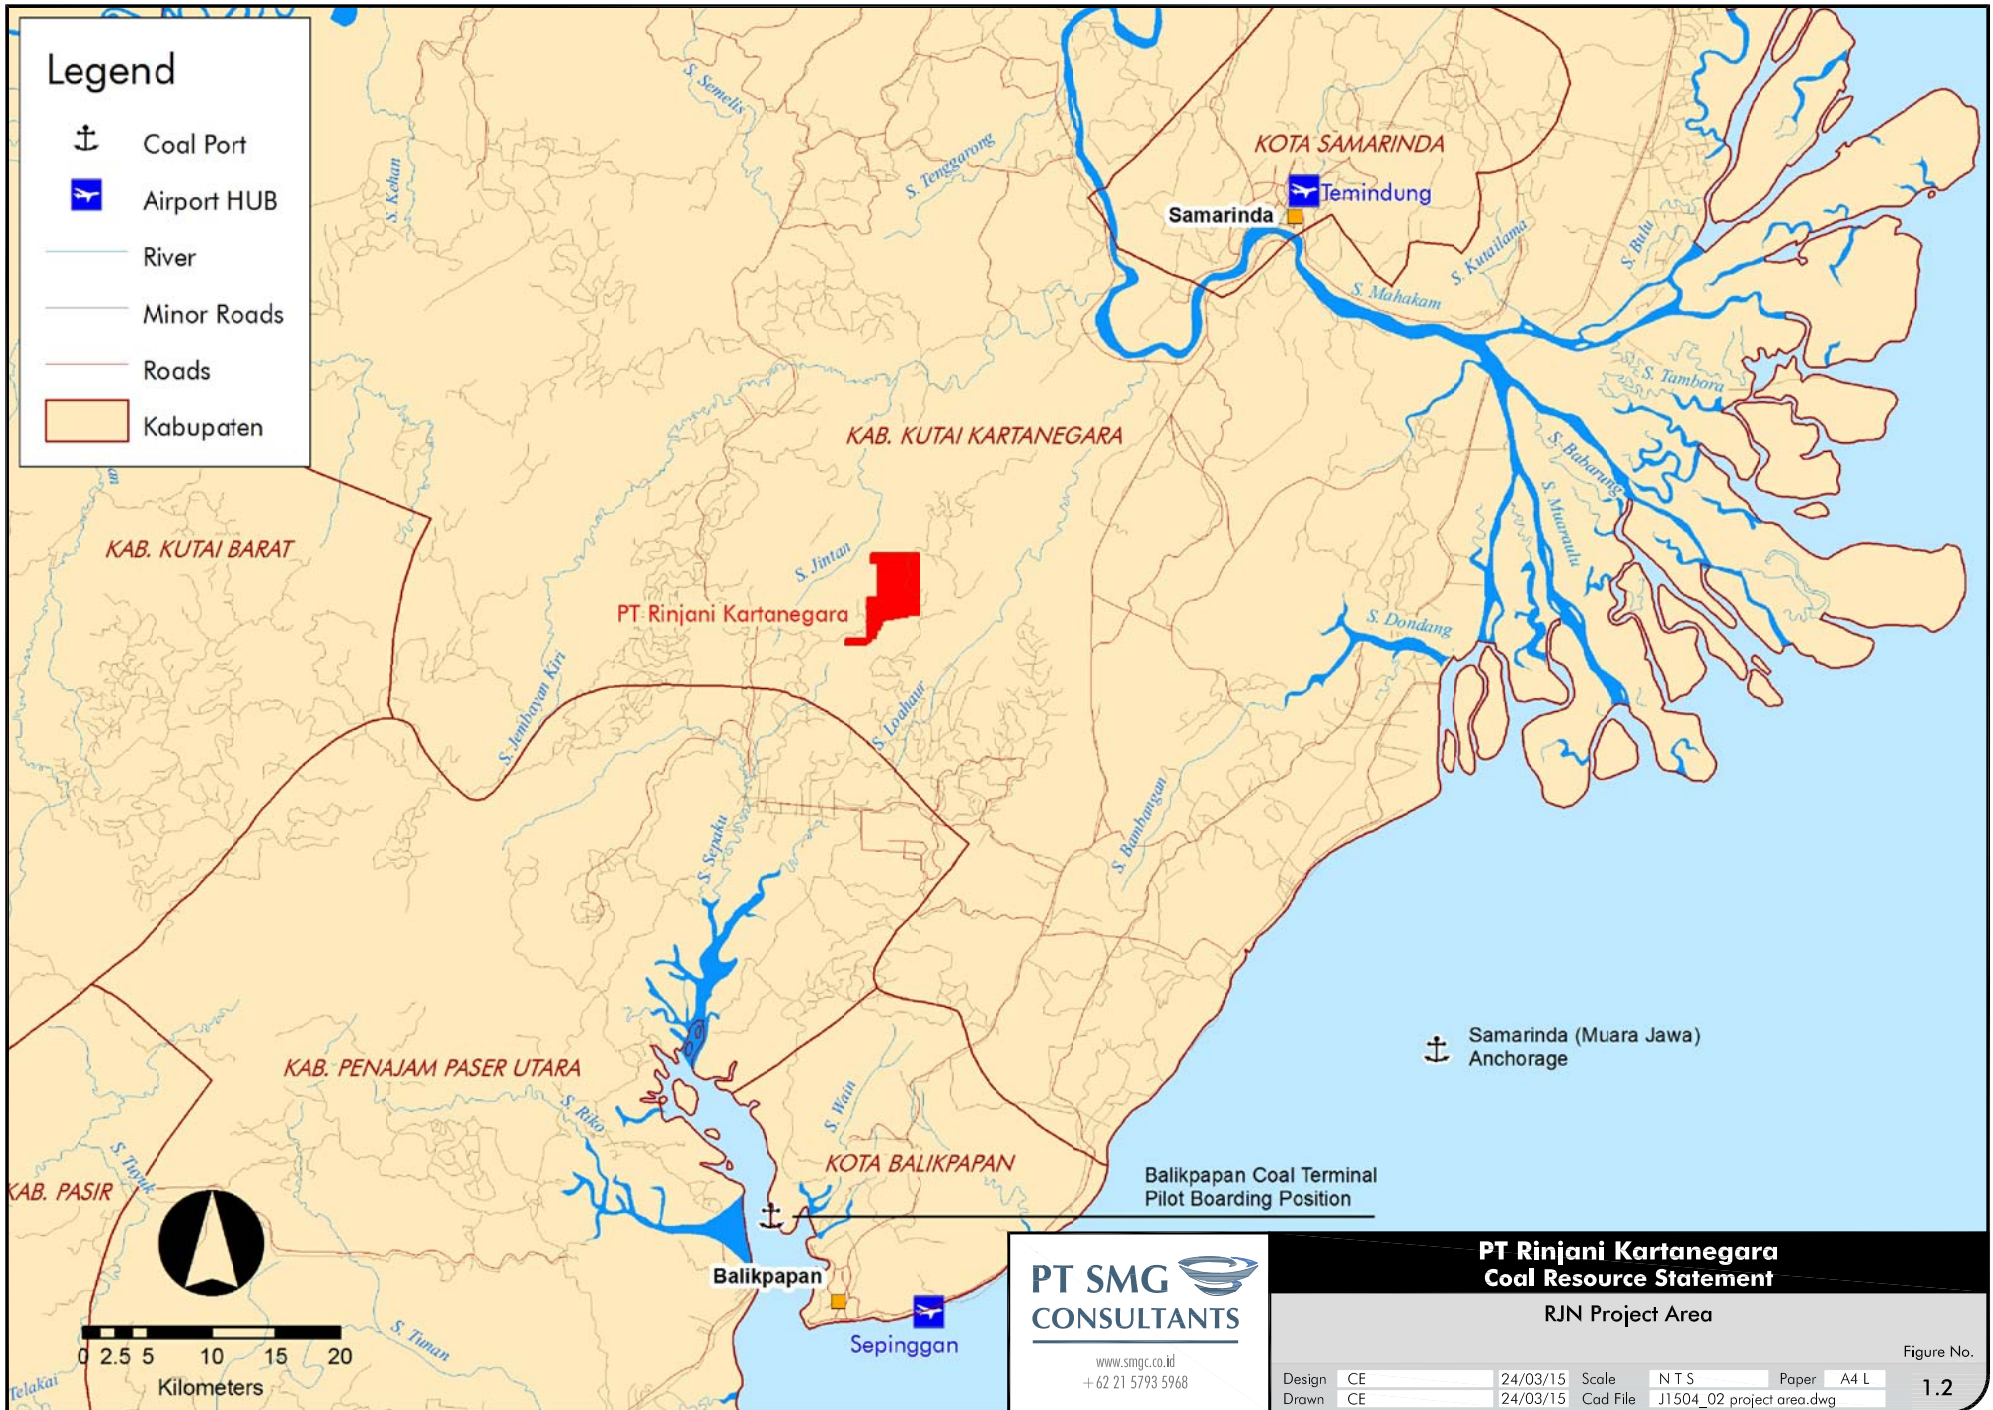 Legend
Coal Port
Airport HUB
River
Minor Roads
Roads
Kabupaten
S. Kehan
S. Semelis
S. Tenggarong
KOTA SAMARINDA
Temindung
Samarinda
S. Kutailama
S. Bulu
S. Mahakam
S. Tambora
KAB. KUTAI KARTANEGARA
S. Babarung
S. Muaraulu
KAB. KUTAI BARAT
S. Jintan
PT Rinjani Kartanegara
S. Dondang
S. Jembayan Kiri
S. Loahaur
S. Bambangan
S. Sepaku
Samarinda (Muara Jawa)
Anchorage
KAB. PENAJAM PASER UTARA
S. Riko
S. Wain
KOTA BALIKPAPAN
S. Tuyuk
KAB. PASIR
Balikpapan Coal Terminal
Pilot Boarding Position
Balikpapan
Sepinggan
S. Tunan
Telakai
0 2.5 5 10 15 20
Kilometers
PT SMG
CONSULTANTS
www.smgc.co.id
+62 21 5793 5968
PT Rinjani Kartanegara
Coal Resource Statement
RJN Project Area
Figure No.
1.2
Design CE 24/03/15 Scale N T S Paper A4 L
Drawn CE 24/03/15 Cad File J1504_02 project area.dwg